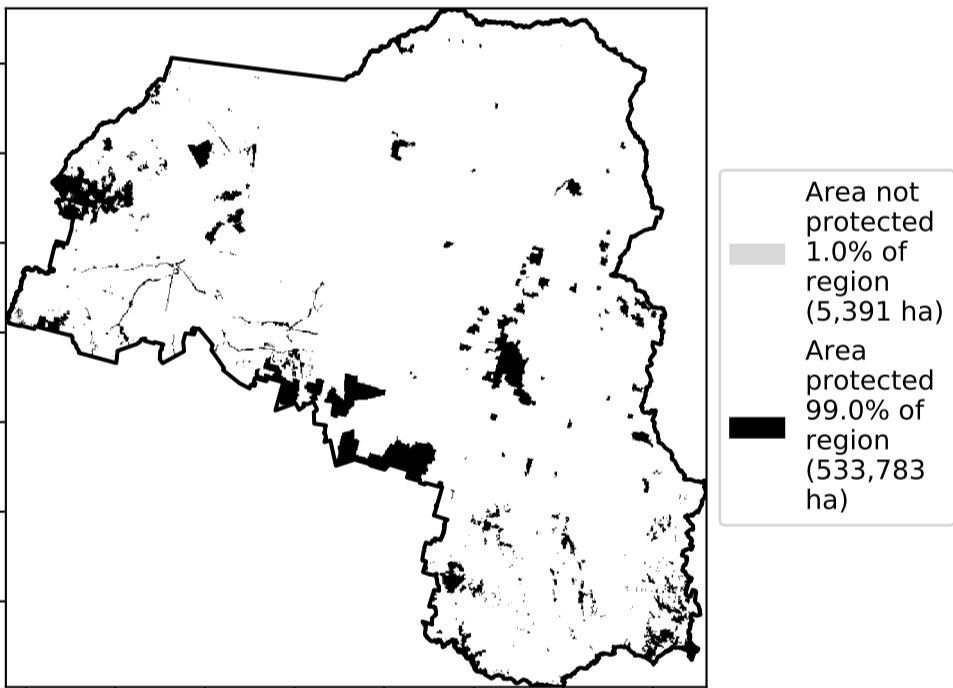 Area not
protected
1.0% of
region
(5,391 ha)
Area
protected
99.0% of
region
(533,783
ha)